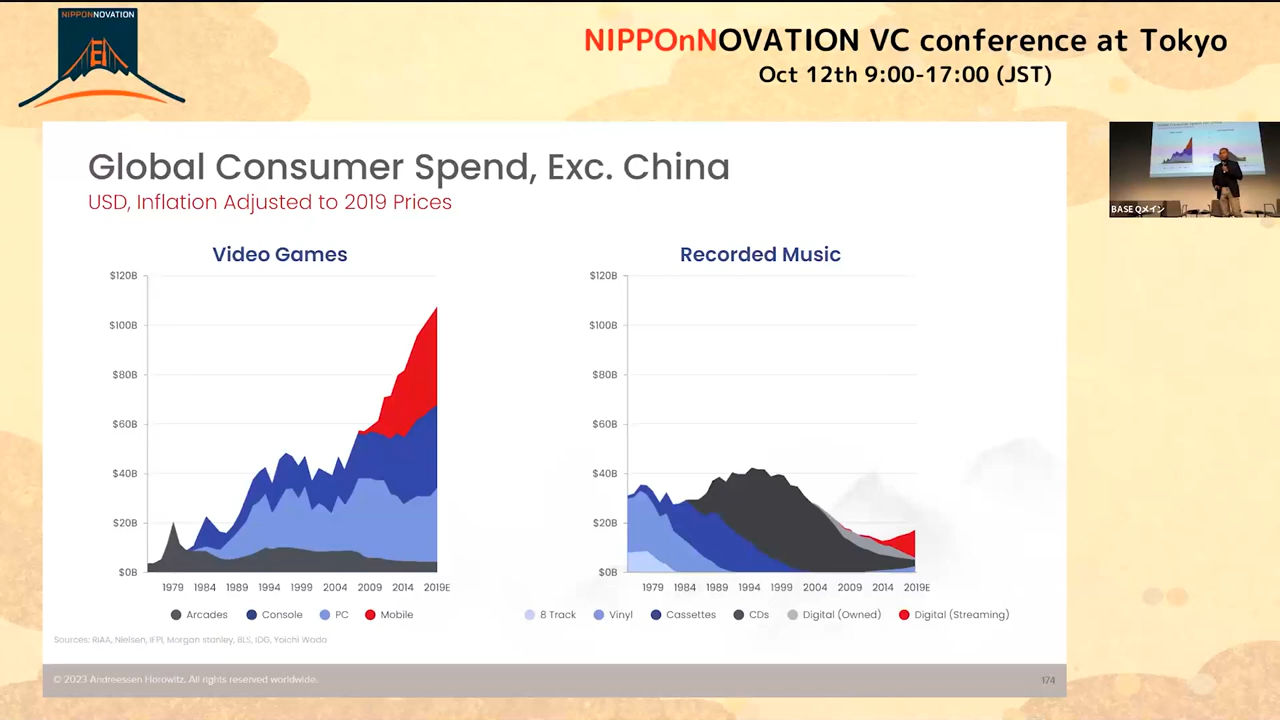 NIPPONNOVATION
NIPPOnNOVATION VC conference at Tokyo
Oct 12th 9:00-17:00 (JST)
Global Consumer Spend, Exc. China
USD, Inflation Adjusted to 2019 Prices
Video Games
$120B
$100B
$80B
$60B
$40B
$20B
$0B
1979 1984 1989 1994 1999 2004 2009 2014 2019E
Arcades Console PC Mobile
Recorded Music
$120B
$100B
$80B
$60B
$40B
$20B
$0B
1979 1984 1989 1994 1999 2004 2009 2014 2019E
8 Track Vinyl Cassettes CDs Digital (Owned) Digital (Streaming)
Sources: RIAA, Nielsen, IFPI, Morgan stanley, BLS, IDG, Yoichi Wada
© 2023 Andreessen Horowitz. All rights reserved worldwide.
174
BASE Qメイン